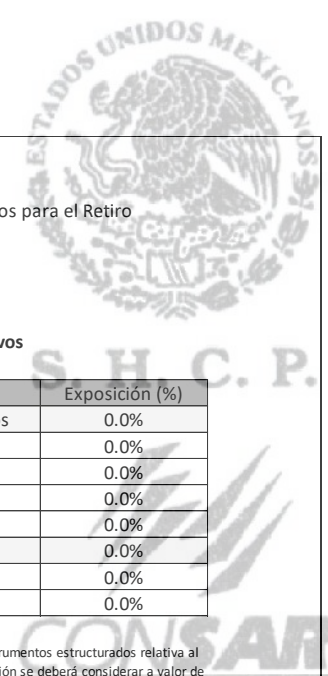 ESTADOS UNIDOS MEXICANOS
os para el Retiro
vos
S. H. C. P.
Exposición (%)
es 0.0%
0.0%
0.0%
0.0%
0.0%
0.0%
0.0%
0.0%
rumentos estructurados relativa al
ión se deberá considerar a valor de
CONSAR